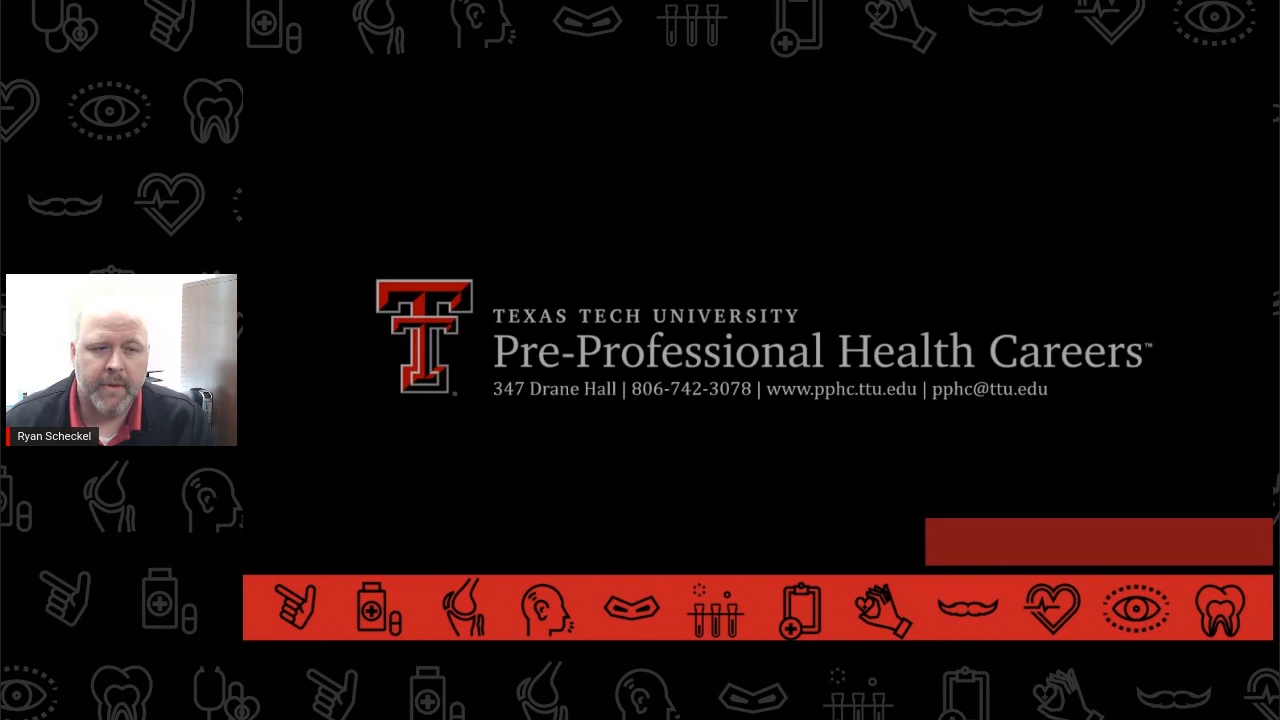 TEXAS TECH UNIVERSITY
Pre-Professional Health Careers™
347 Drane Hall | 806-742-3078 | www.pphc.ttu.edu | pphc@ttu.edu
Ryan Scheckel